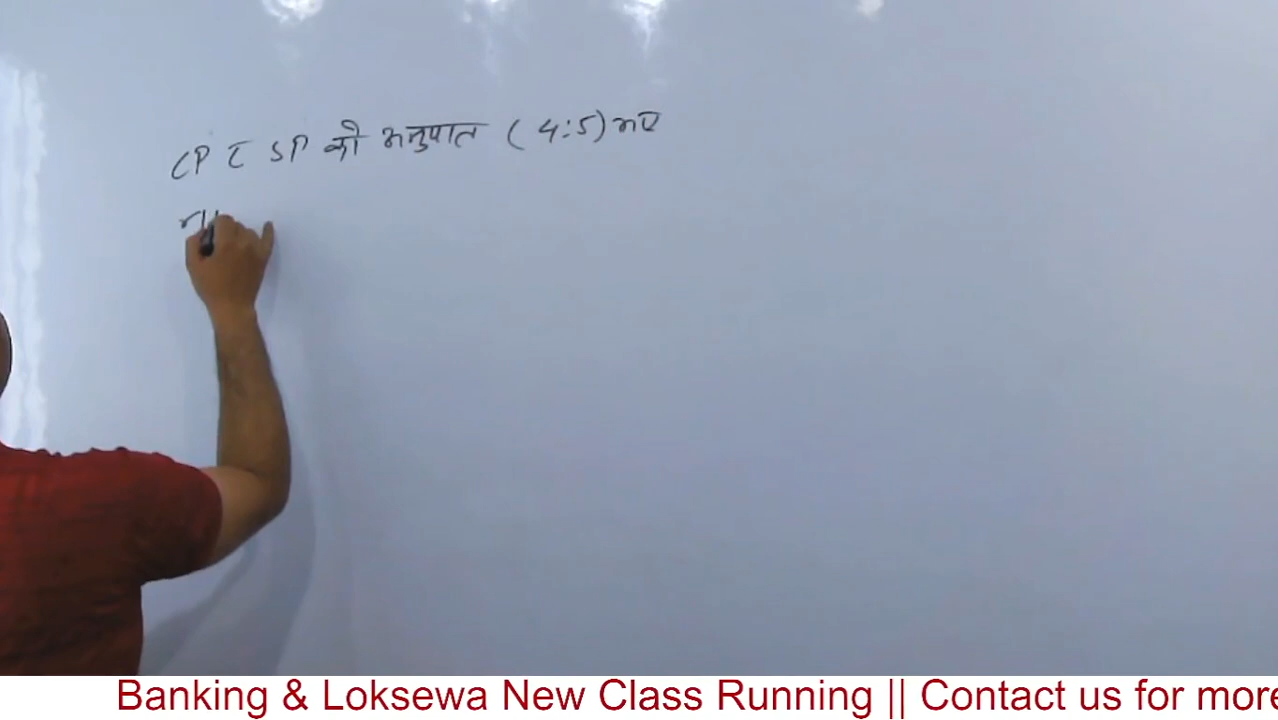 CP र SP को अनुपात ( 4:5) भए
Banking & Loksewa New Class Running || Contact us for more